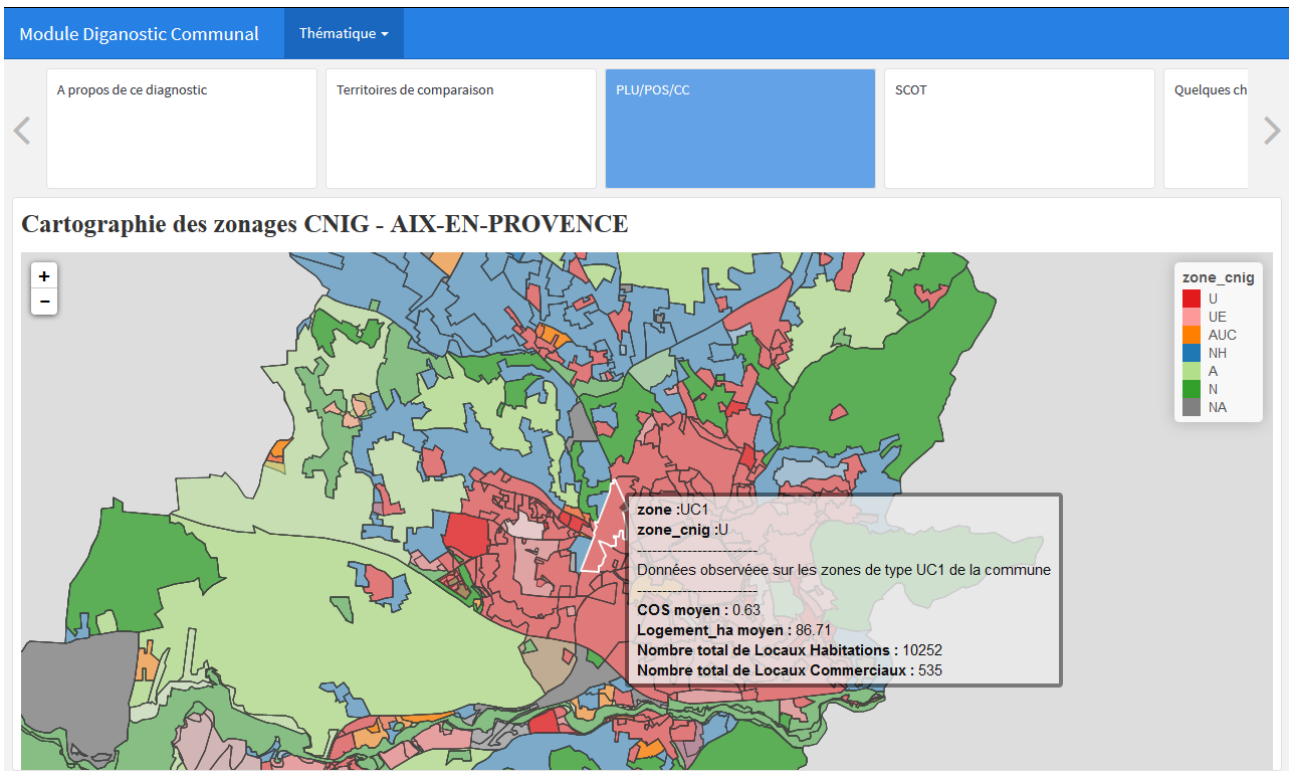 Module Diganostic Communal
Thématique
A propos de ce diagnostic
Territoires de comparaison
PLU/POS/CC
SCOT
Quelques ch
Cartographie des zonages CNIG - AIX-EN-PROVENCE
+
-
zone_cnig
U
UE
AUC
NH
A
N
NA
zone :UC1
zone_cnig :U
------------------------
Données observée sur les zones de type UC1 de la commune
------------------------
COS moyen : 0.63
Logement_ha moyen : 86.71
Nombre total de Locaux Habitations : 10252
Nombre total de Locaux Commerciaux : 535